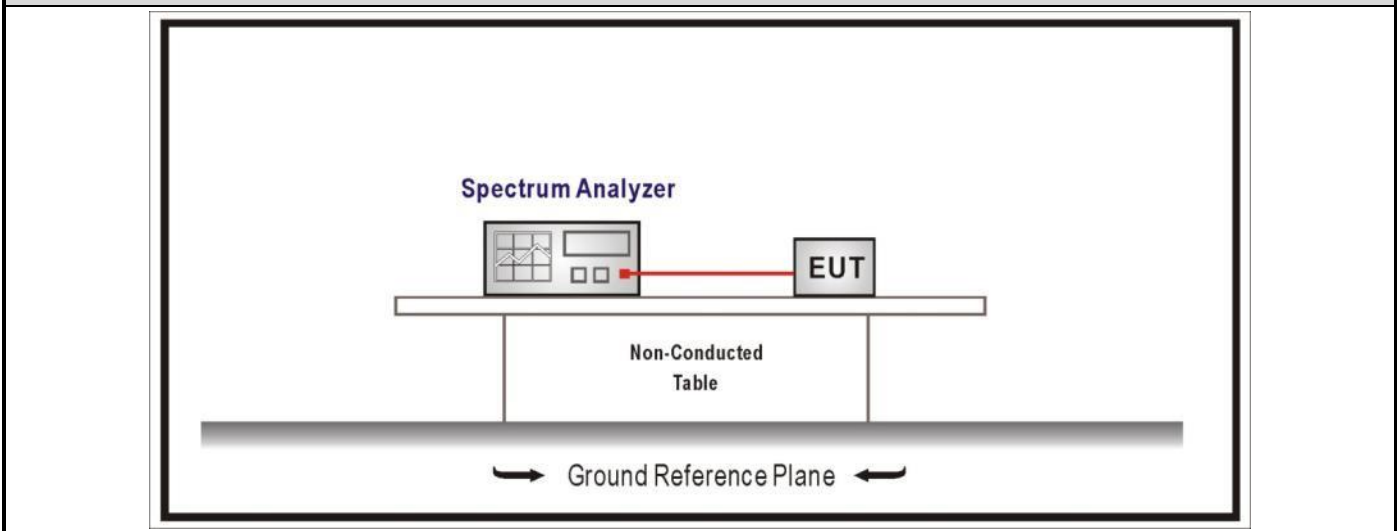 Spectrum Analyzer
EUT
Non-Conducted
Table
Ground Reference Plane